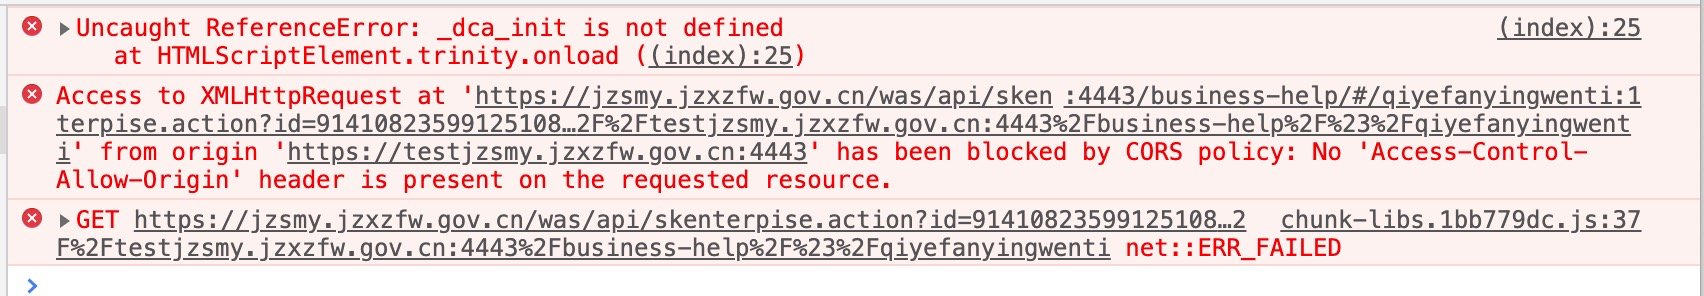 Uncaught ReferenceError: _dca_init is not defined (index):25
at HTMLScriptElement.trinity.onload ((index):25)
Access to XMLHttpRequest at 'https://jzsmy.jzxzfw.gov.cn/was/api/sken :4443/business-help/#/qiyefanyingwenti:1
terpise.action?id=91410823599125108…2F%2Ftestjzsmy.jzxzfw.gov.cn:4443%2Fbusiness-help%2F%23%2Fqiyefanyingwent
i' from origin 'https://testjzsmy.jzxzfw.gov.cn:4443' has been blocked by CORS policy: No 'Access-Control-
Allow-Origin' header is present on the requested resource.
GET https://jzsmy.jzxzfw.gov.cn/was/api/skenterpise.action?id=91410823599125108…2 chunk-libs.1bb779dc.js:37
F%2Ftestjzsmy.jzxzfw.gov.cn:4443%2Fbusiness-help%2F%23%2Fqiyefanyingwenti net::ERR_FAILED